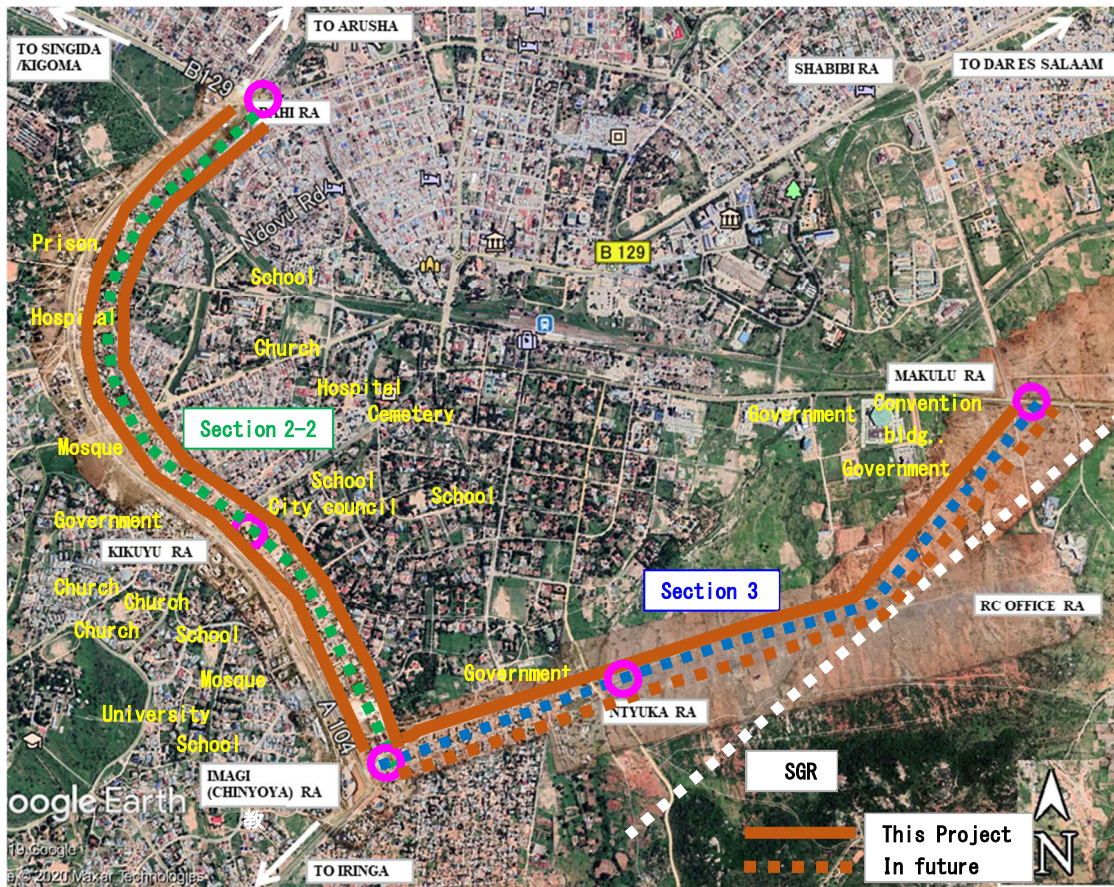 TO SINGIDA
/KIGOMA
TO ARUSHA
SHABIBI RA
TO DAR ES SALAAM
B129
BAHI RA
Ndovu Rd
Prison
School
B 129
Hospital
Church
MAKULU RA
Hospital
Cemetery
Government
Convention
bldg..
Government
Section 2-2
Mosque
School
City council
School
Government
KIKUYU RA
Section 3
RC OFFICE RA
Church
Church
Church
School
Mosque
Government
NTYUKA RA
University
School
A 104
IMAGI
(CHINYOYA) RA
SGR
oogle Earth
教
This Project
In future
N
TO IRINGA
Google
© 2020 Maxar Technologies